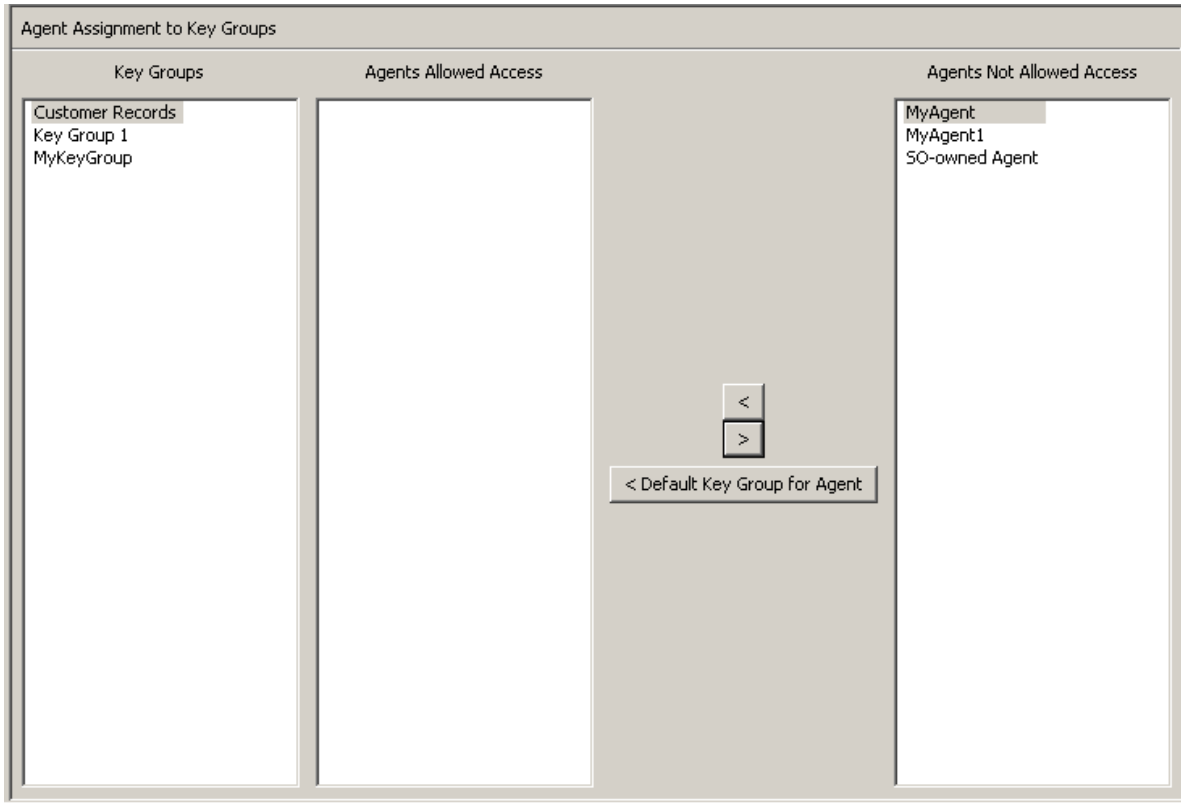 Agent Assignment to Key Groups
Key Groups
Agents Allowed Access
Agents Not Allowed Access
Customer Records
Key Group 1
MyKeyGroup
MyAgent
MyAgent1
SO-owned Agent
<
>
< Default Key Group for Agent